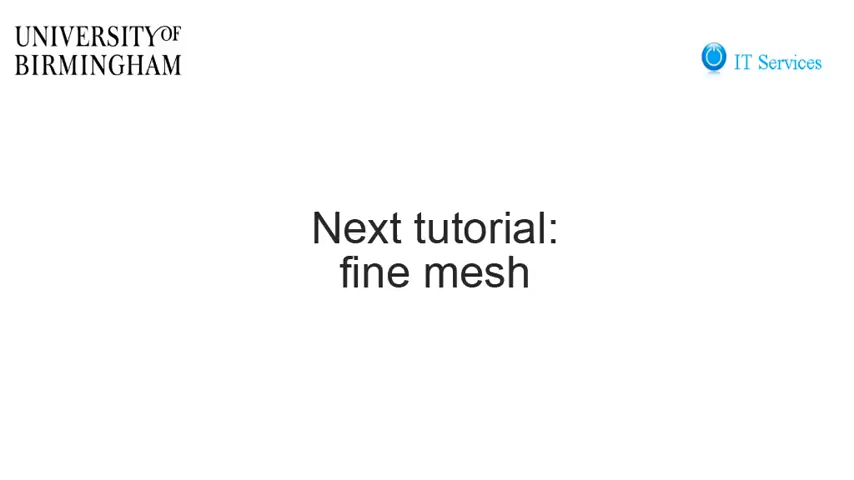 UNIVERSITY OF
BIRMINGHAM
IT Services
Next tutorial:
fine mesh